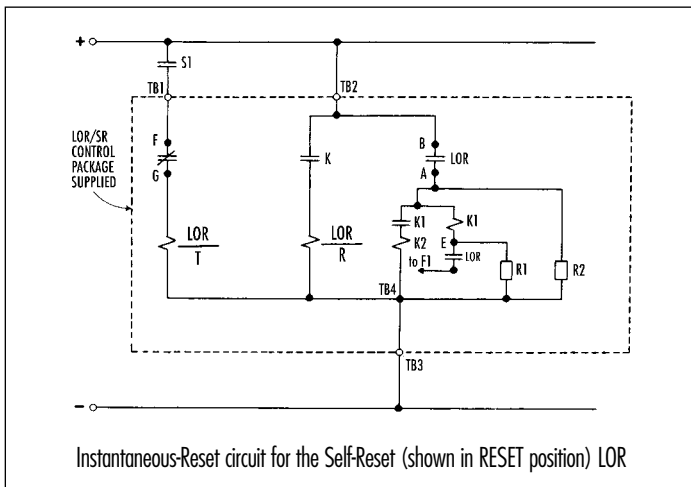 +
S1
TB1
TB2
LOR/SR
CONTROL
PACKAGE
SUPPLIED
F
G
K
B
LOR
A
LOR
T
LOR
R
K1
K2
K1
E
LOR
to F1
R1
R2
TB4
TB3
−
Instantaneous-Reset circuit for the Self-Reset (shown in RESET position) LOR